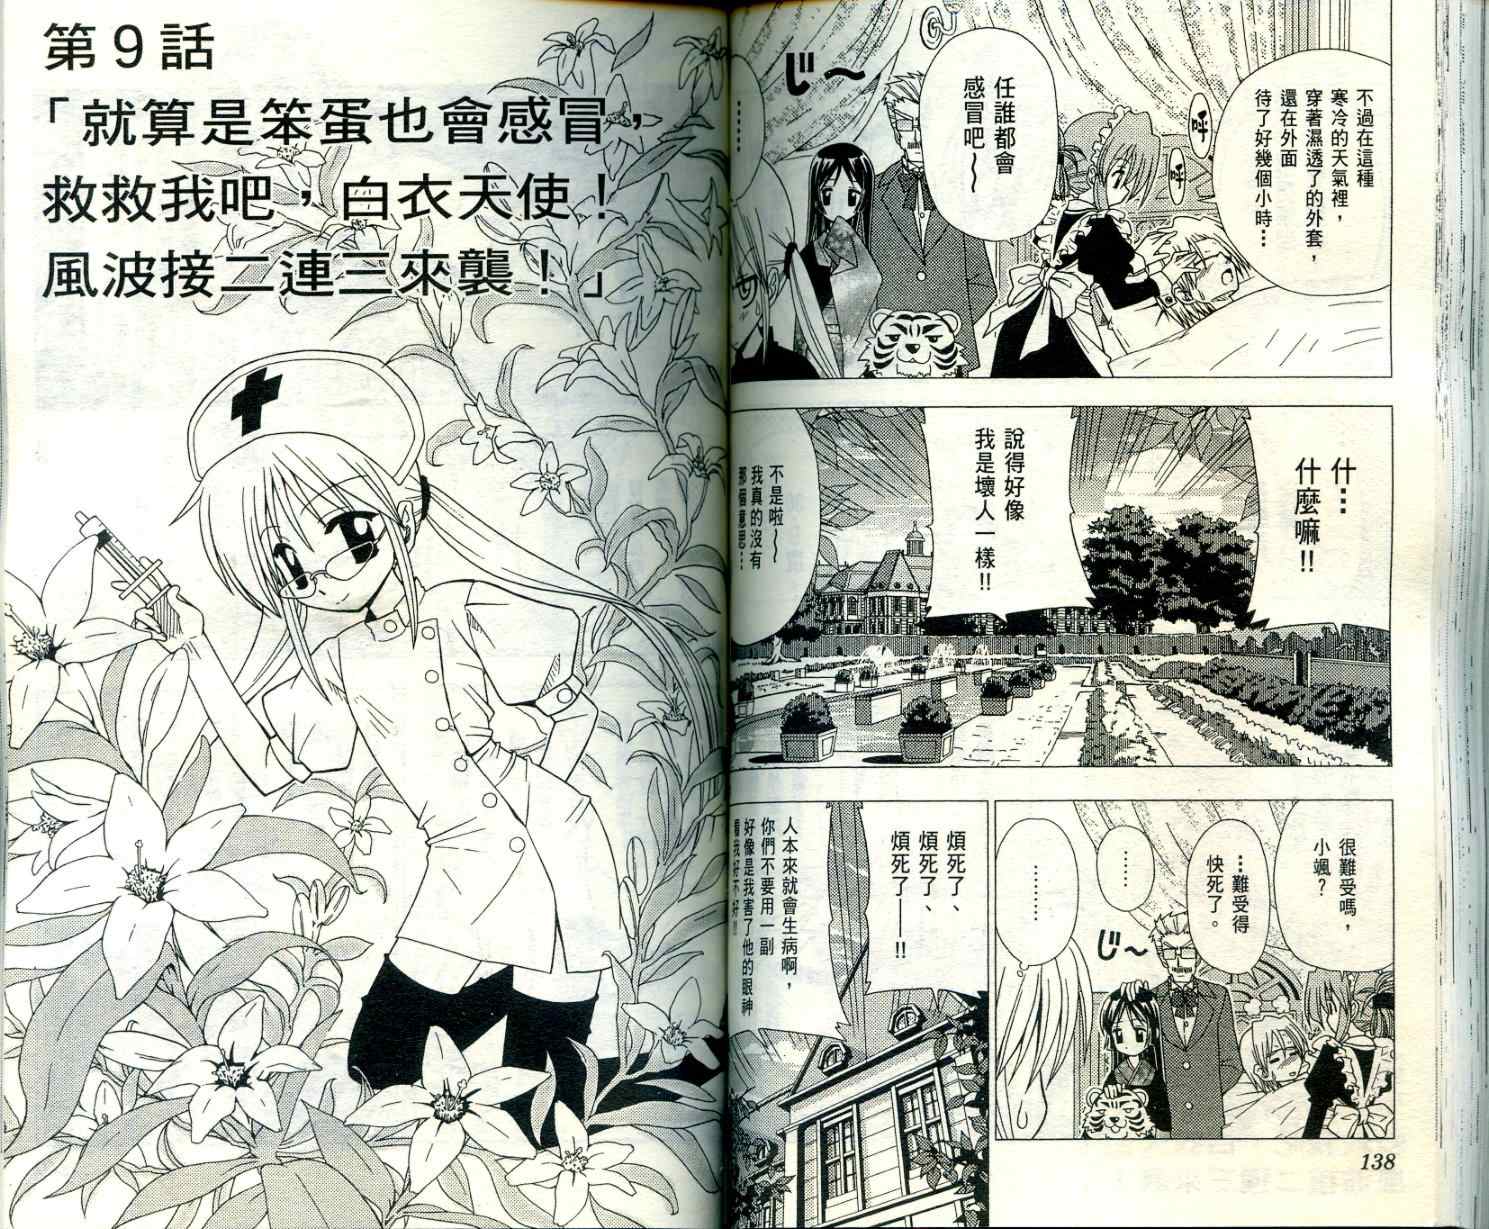 不過在這種
寒冷的天氣裡，
穿著濕透了的外套，
還在外面
待了好幾個小時…
呼
呼
任誰都會
感冒吧～
じ～
……
什…
什麼嘛!!
說得好像
我是壞人一樣!!
不是啦～
我真的沒有
那個意思…
很難受嗎，
小颯？
…難受得
快死了。
……
………
じ～
煩死了、
煩死了、
煩死了——!!
人本來就會生病啊，
你們不要用一副
好像是我害了他的眼神
看我好不好!!
138
第9話
「就算是笨蛋也會感冒，
救救我吧，白衣天使！
風波接二連三來襲！」